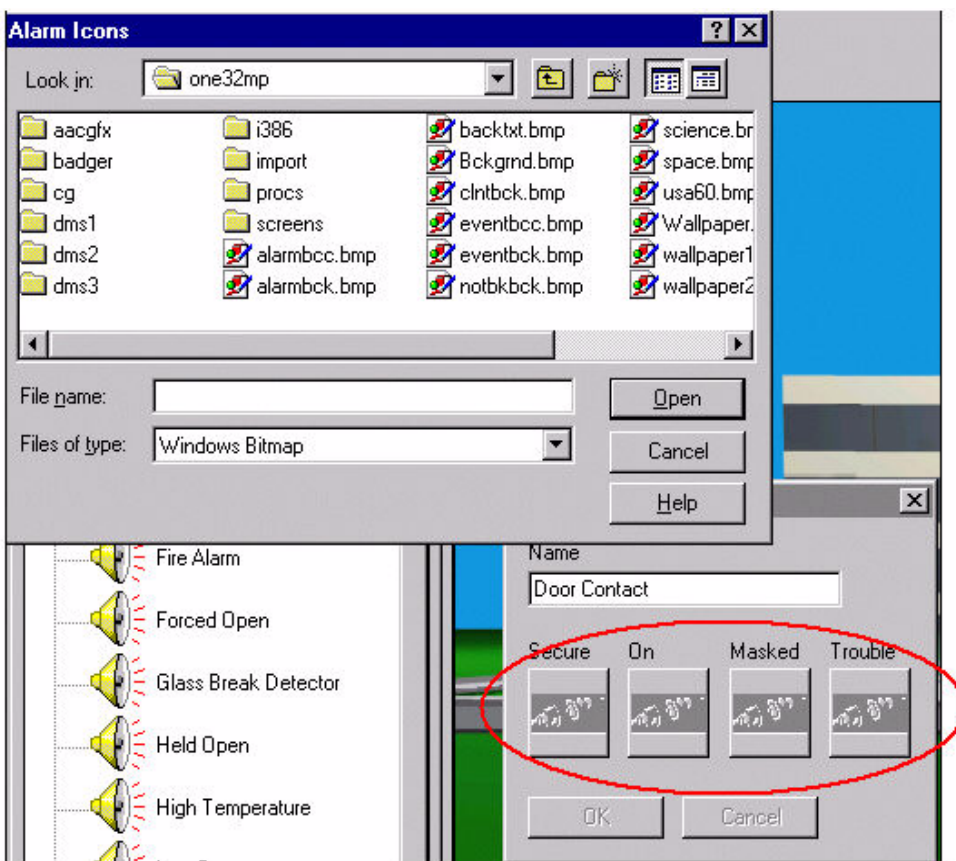 Alarm Icons
Look in: one32mp
aacgfx i386 backtxt.bmp
badger import Bckgrnd.bmp space.bmp
cg procs clntbck.bmp usa60.bmp
dms1 screens eventbcc.bmp Wallpaper.
dms2 alarmbcc.bmp eventbck.bmp wallpaper1
dms3 alarmbck.bmp notbkbck.bmp wallpaper2
File name: Open
Files of type: Windows Bitmap Cancel
Help
Fire Alarm
Forced Open
Glass Break Detector
Held Open
High Temperature
Name
Door Contact
Secure On Masked Trouble
OK Cancel